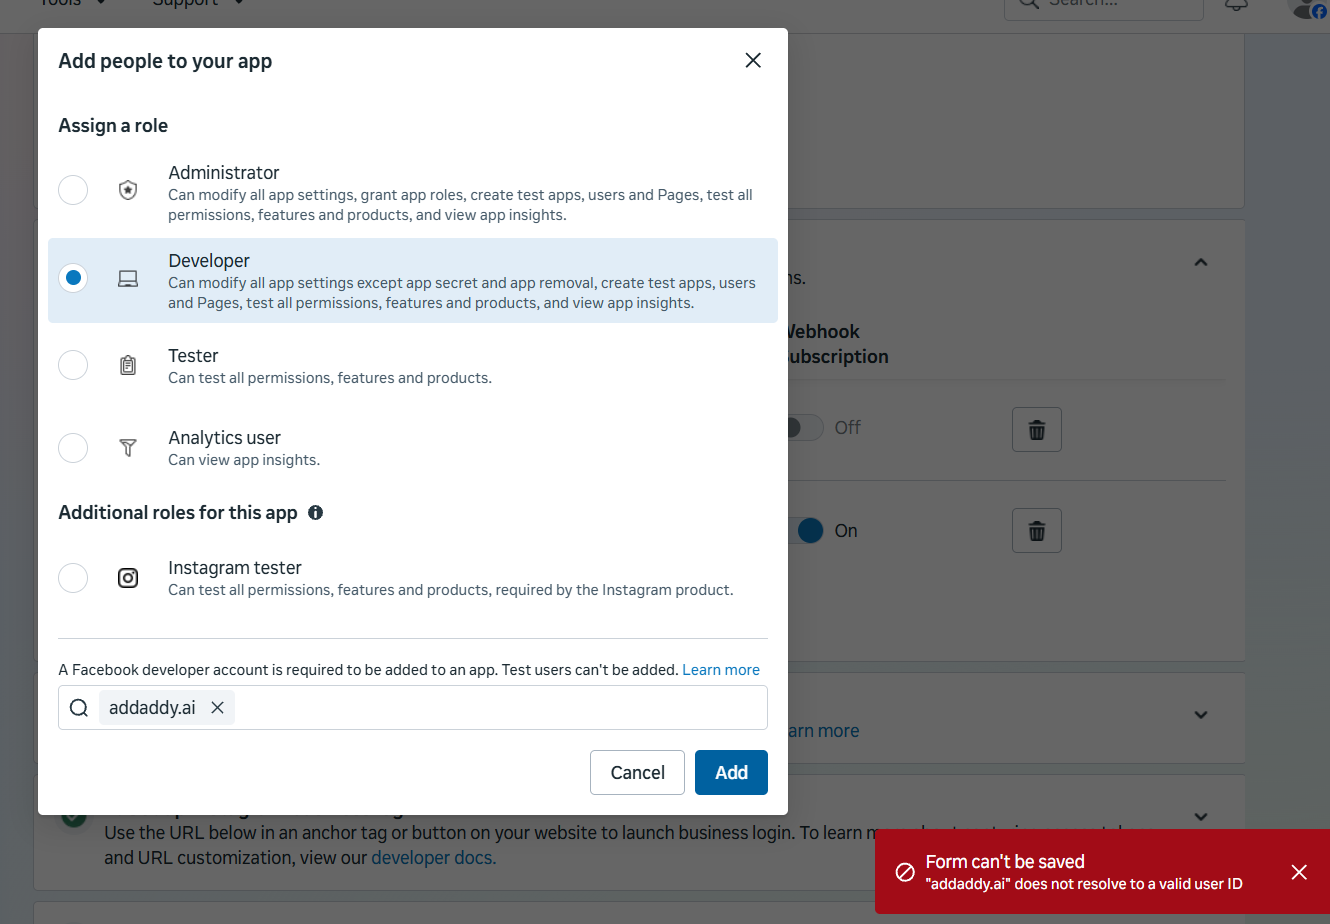 Tools
Support
Search...
Add people to your app
Assign a role
Administrator
Can modify all app settings, grant app roles, create test apps, users and Pages, test all
permissions, features and products, and view app insights.
Developer
Can modify all app settings except app secret and app removal, create test apps, users
and Pages, test all permissions, features and products, and view app insights.
Tester
Can test all permissions, features and products.
Analytics user
Can view app insights.
Additional roles for this app
Instagram tester
Can test all permissions, features and products, required by the Instagram product.
A Facebook developer account is required to be added to an app. Test users can't be added. Learn more
addaddy.ai
Cancel
Add
Webhook
Subscription
Off
On
Learn more
Use the URL below in an anchor tag or button on your website to launch business login. To learn
and URL customization, view our developer docs.
Form can't be saved
"addaddy.ai" does not resolve to a valid user ID